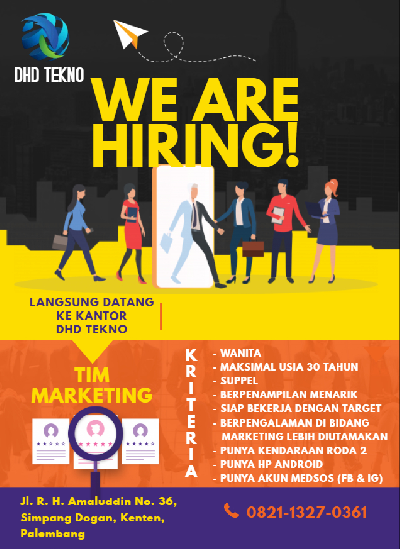 DHD TEKNO
WE ARE
HIRING!
LANGSUNG DATANG
KE KANTOR
DHD TEKNO
TIM
MARKETING
KRITERIA
- WANITA
- MAKSIMAL USIA 30 TAHUN
- SUPPEL
- BERPENAMPILAN MENARIK
- SIAP BEKERJA DENGAN TARGET
- BERPENGALAMAN DI BIDANG
MARKETING LEBIH DIUTAMAKAN
- PUNYA KENDARAAN RODA 2
- PUNYA HP ANDROID
- PUNYA AKUN MEDSOS (FB & IG)
Jl. R. H. Amaluddin No. 36,
Simpang Dogan, Kenten,
Palembang
0821-1327-0361